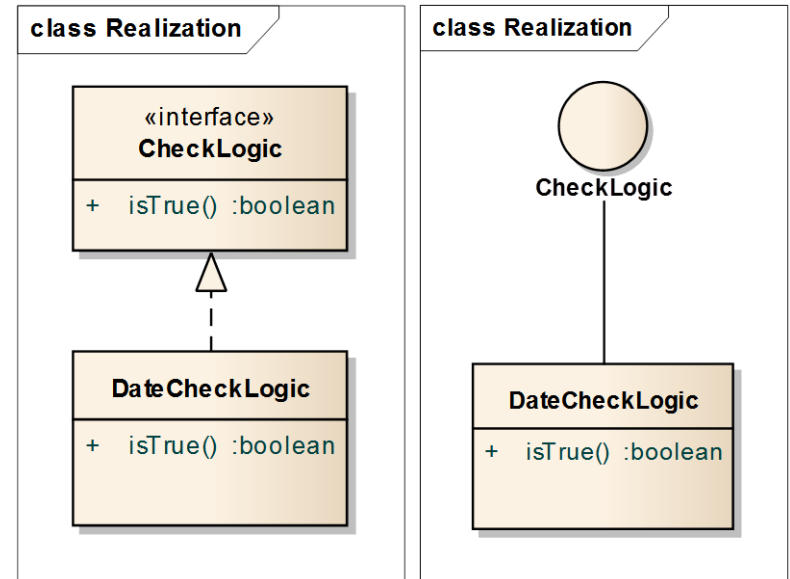 class Realization
«interface»
CheckLogic
+ isTrue() :boolean
DateCheckLogic
+ isTrue() :boolean
class Realization
CheckLogic
DateCheckLogic
+ isTrue() :boolean